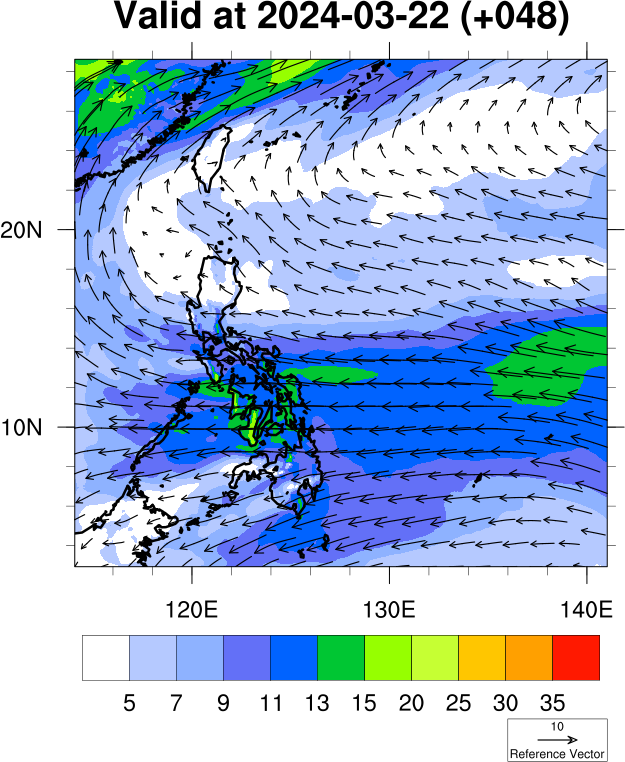 Valid at 2024-03-22 (+048)
20N
10N
120E 130E 140E
5 7 9 11 13 15 20 25 30 35
10
Reference Vector